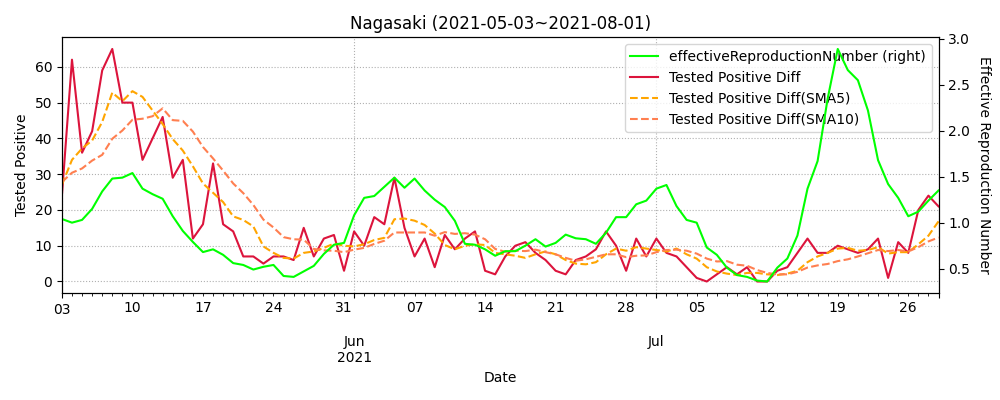 Nagasaki (2021-05-03~2021-08-01)
effectiveReproductionNumber (right)
Tested Positive Diff
Tested Positive Diff(SMA5)
Tested Positive Diff(SMA10)
Tested Positive
60
50
40
30
20
10
0
3.0
2.5
2.0
1.5
1.0
0.5
Effective Reproduction Number
03 10 17 24 31 07 14 21 28 05 12 19 26
Jun Jul
2021
Date